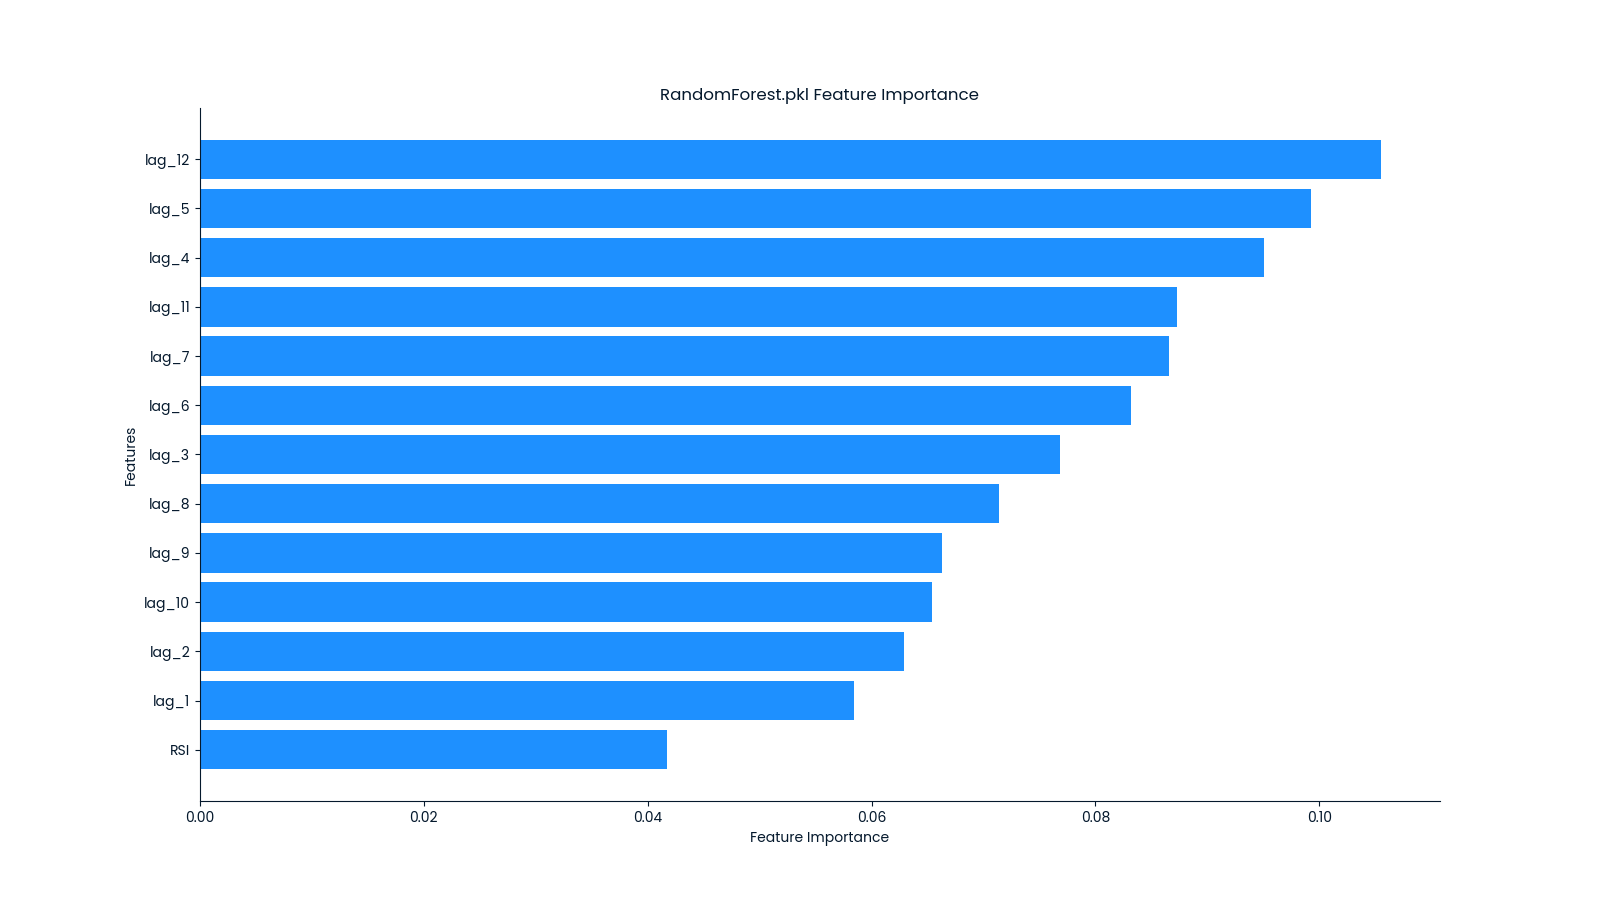 RandomForest.pkl Feature Importance
lag_12
lag_5
lag_4
lag_11
lag_7
lag_6
lag_3
lag_8
lag_9
lag_10
lag_2
lag_1
RSI
Features
0.00 0.02 0.04 0.06 0.08 0.10
Feature Importance